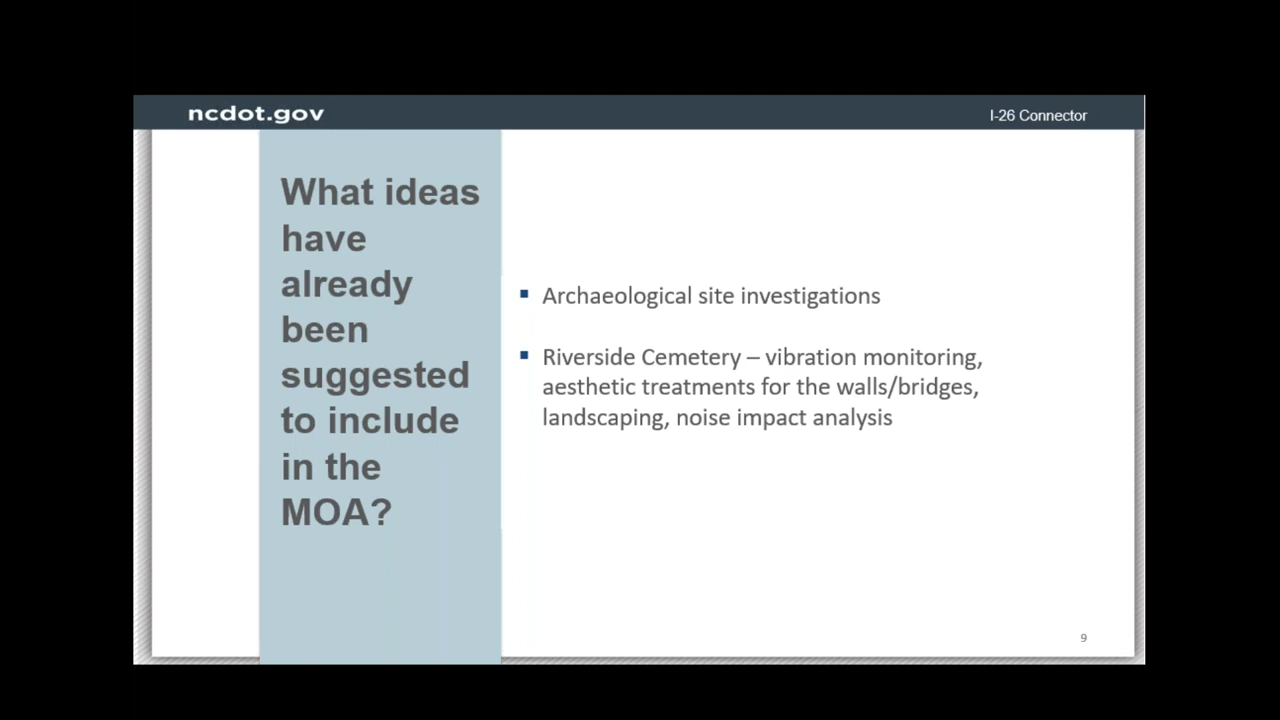 ncdot.gov
I-26 Connector
What ideas
have
already
been
suggested
to include
in the
MOA?
▪ Archaeological site investigations
▪ Riverside Cemetery – vibration monitoring,
aesthetic treatments for the walls/bridges,
landscaping, noise impact analysis
9